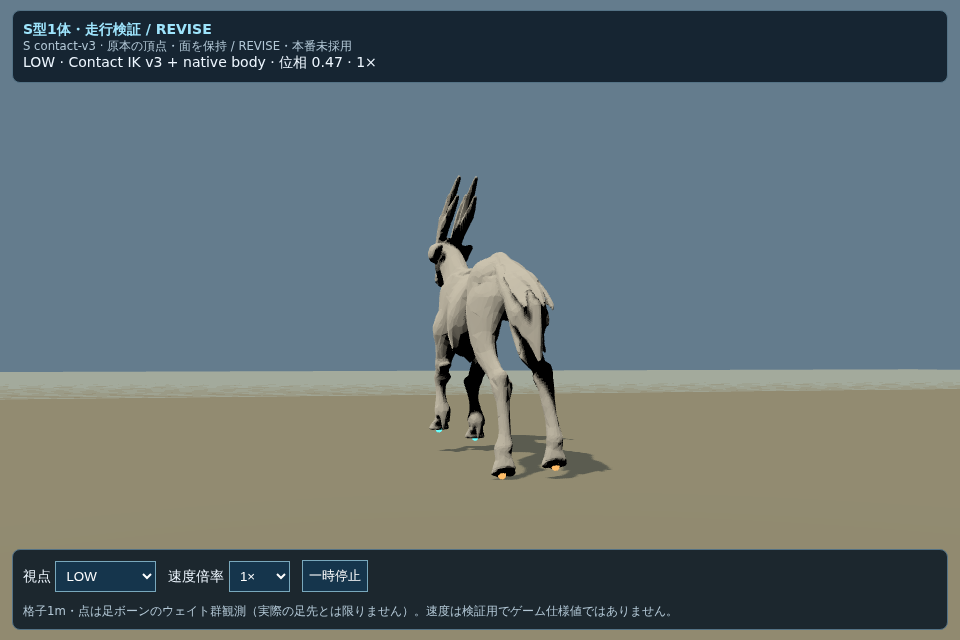 S型1体・走行検証 / REVISE
S contact-v3 · 原本の頂点・面を保持 / REVISE・本番未採用
LOW · Contact IK v3 + native body · 位相 0.47 · 1×
視点 LOW 速度倍率 1× 一時停止
格子1m・点は足ボーンのウェイト群観測（実際の足先とは限りません）。速度は検証用でゲーム仕様値ではありません。